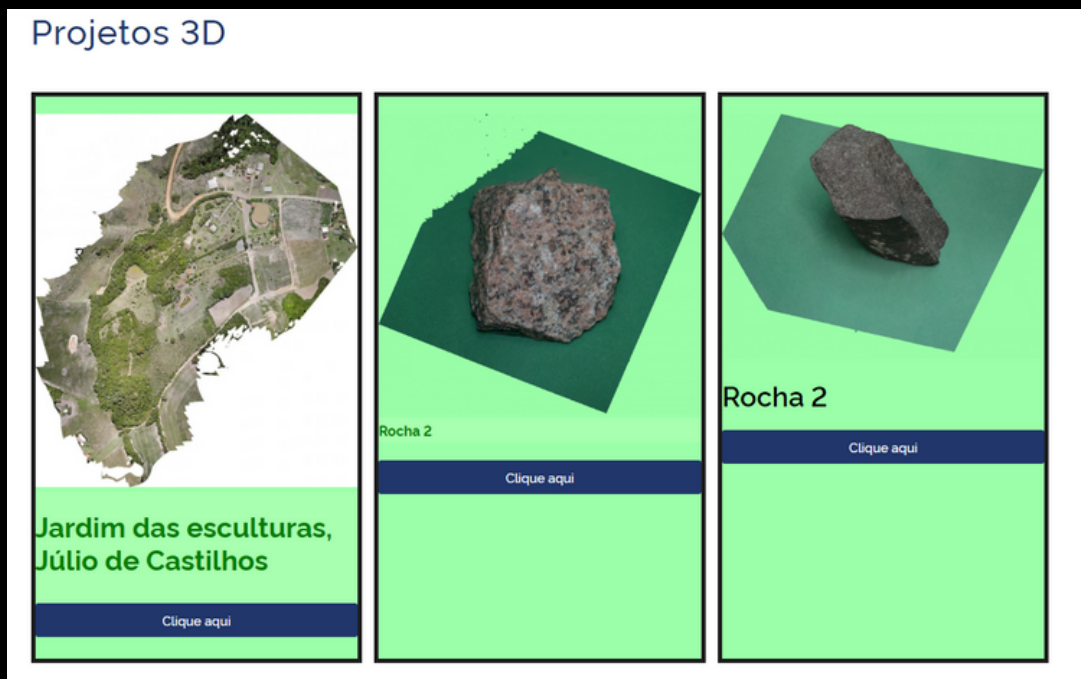 Projetos 3D
Jardim das esculturas,
Júlio de Castilhos
Clique aqui
Rocha 2
Clique aqui
Rocha 2
Clique aqui